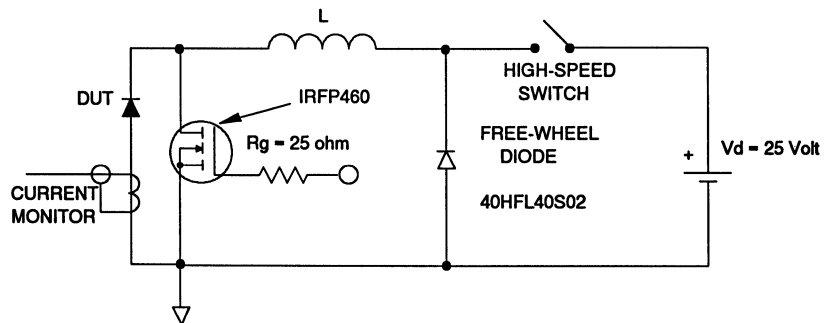 L
HIGH-SPEED
SWITCH
DUT
IRFP460
Rg = 25 ohm
FREE-WHEEL
DIODE
Vd = 25 Volt
+
CURRENT
MONITOR
40HFL40S02